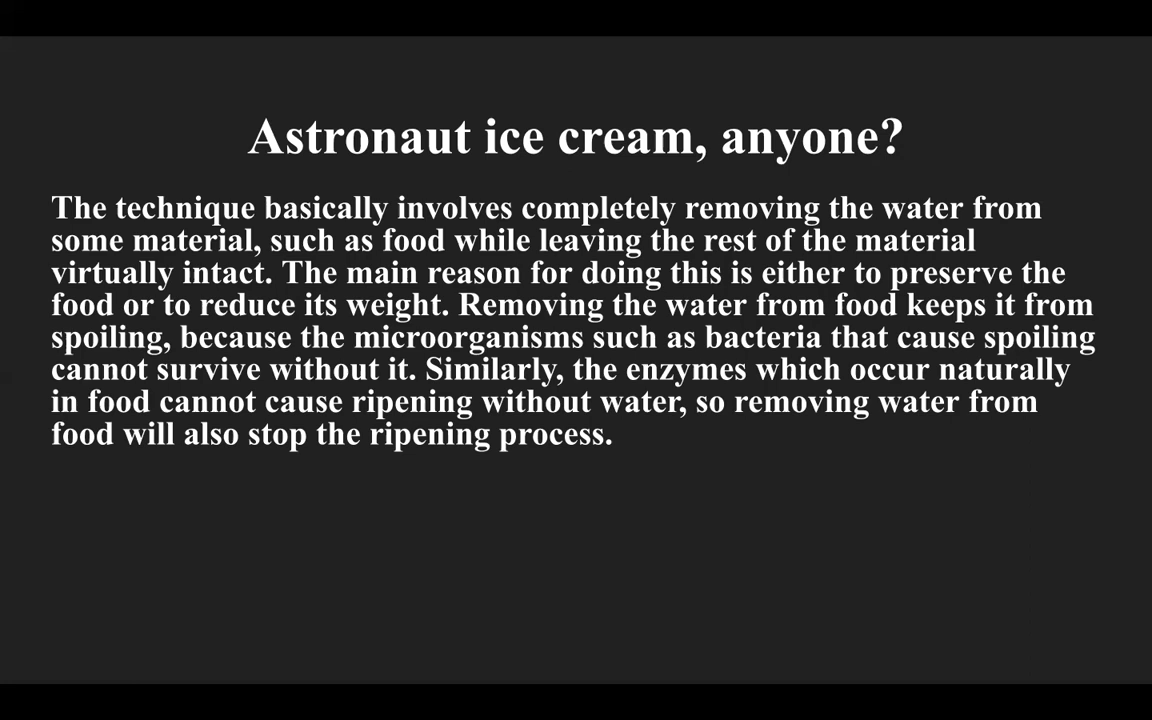 Astronaut ice cream, anyone?
The technique basically involves completely removing the water from
some material, such as food while leaving the rest of the material
virtually intact. The main reason for doing this is either to preserve the
food or to reduce its weight. Removing the water from food keeps it from
spoiling, because the microorganisms such as bacteria that cause spoiling
cannot survive without it. Similarly, the enzymes which occur naturally
in food cannot cause ripening without water, so removing water from
food will also stop the ripening process.